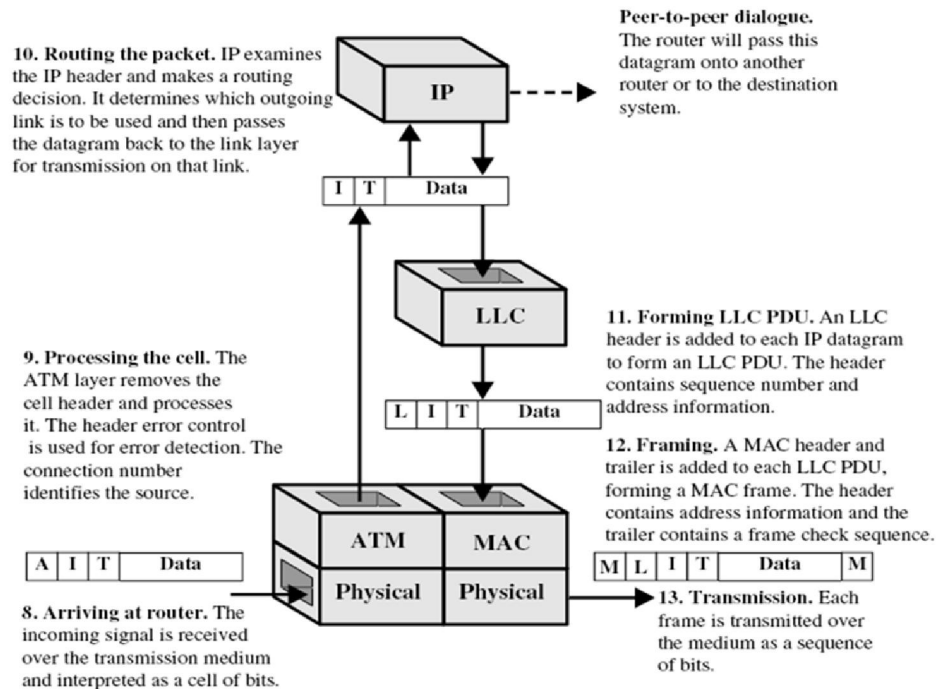 Peer-to-peer dialogue.
The router will pass this
datagram onto another
router or to the destination
system.
10. Routing the packet. IP examines
the IP header and makes a routing
decision. It determines which outgoing
link is to be used and then passes
the datagram back to the link layer
for transmission on that link.
IP
I T Data
LLC
11. Forming LLC PDU. An LLC
header is added to each IP datagram
to form an LLC PDU. The header
contains sequence number and
address information.
9. Processing the cell. The
ATM layer removes the
cell header and processes
it. The header error control
is used for error detection. The
connection number
identifies the source.
L I T Data
12. Framing. A MAC header and
trailer is added to each LLC PDU,
forming a MAC frame. The header
contains address information and the
trailer contains a frame check sequence.
ATM MAC
A I T Data
Physical Physical
M L I T Data M
8. Arriving at router. The
incoming signal is received
over the transmission medium
and interpreted as a cell of bits.
13. Transmission. Each
frame is transmitted over
the medium as a sequence
of bits.